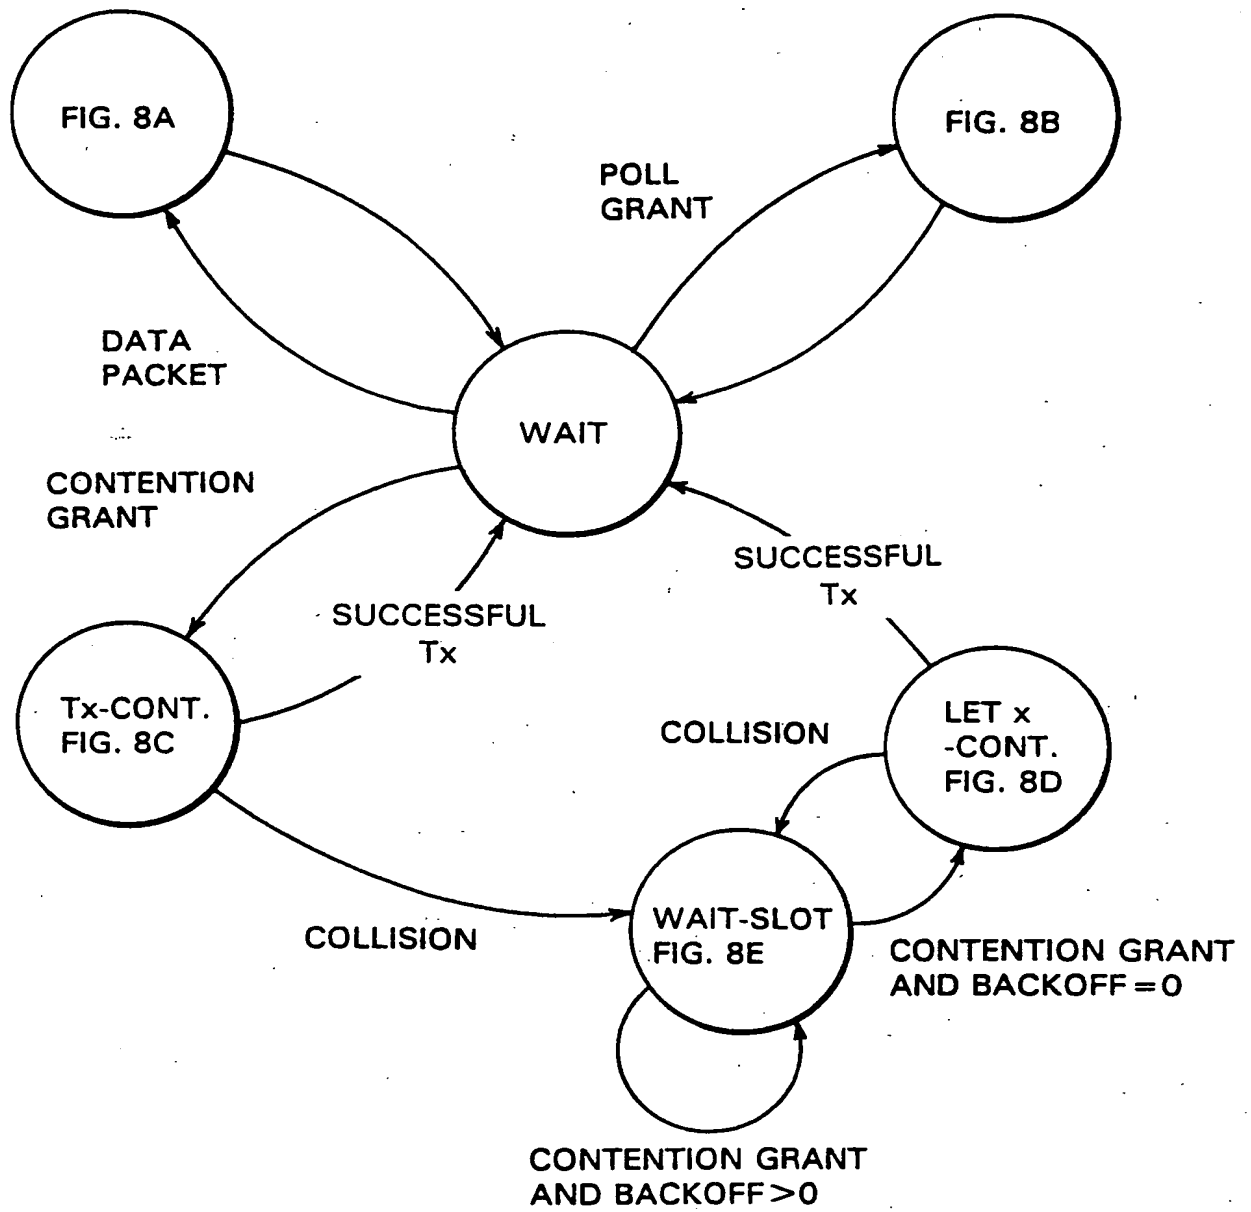 FIG. 8A
FIG. 8B
POLL
GRANT
DATA
PACKET
WAIT
CONTENTION
GRANT
SUCCESSFUL
Tx
SUCCESSFUL
Tx
Tx-CONT.
FIG. 8C
COLLISION
LET x
-CONT.
FIG. 8D
COLLISION
WAIT-SLOT
FIG. 8E
CONTENTION GRANT
AND BACKOFF=0
CONTENTION GRANT
AND BACKOFF>0